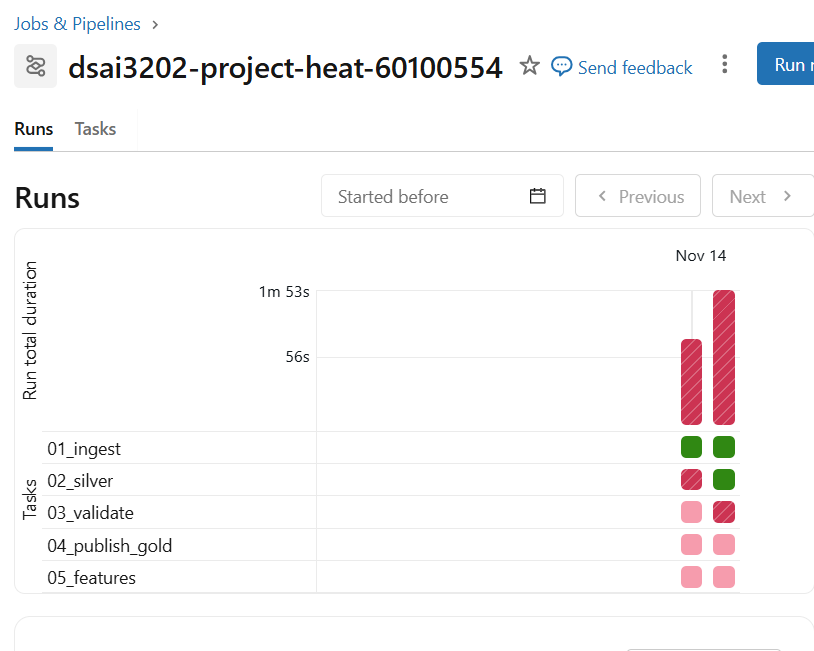 Jobs & Pipelines
dsai3202-project-heat-60100554 Send feedback Run
Runs Tasks
Runs Started before Previous Next
Nov 14
Run total duration
1m 53s
56s
Tasks
01_ingest
02_silver
03_validate
04_publish_gold
05_features